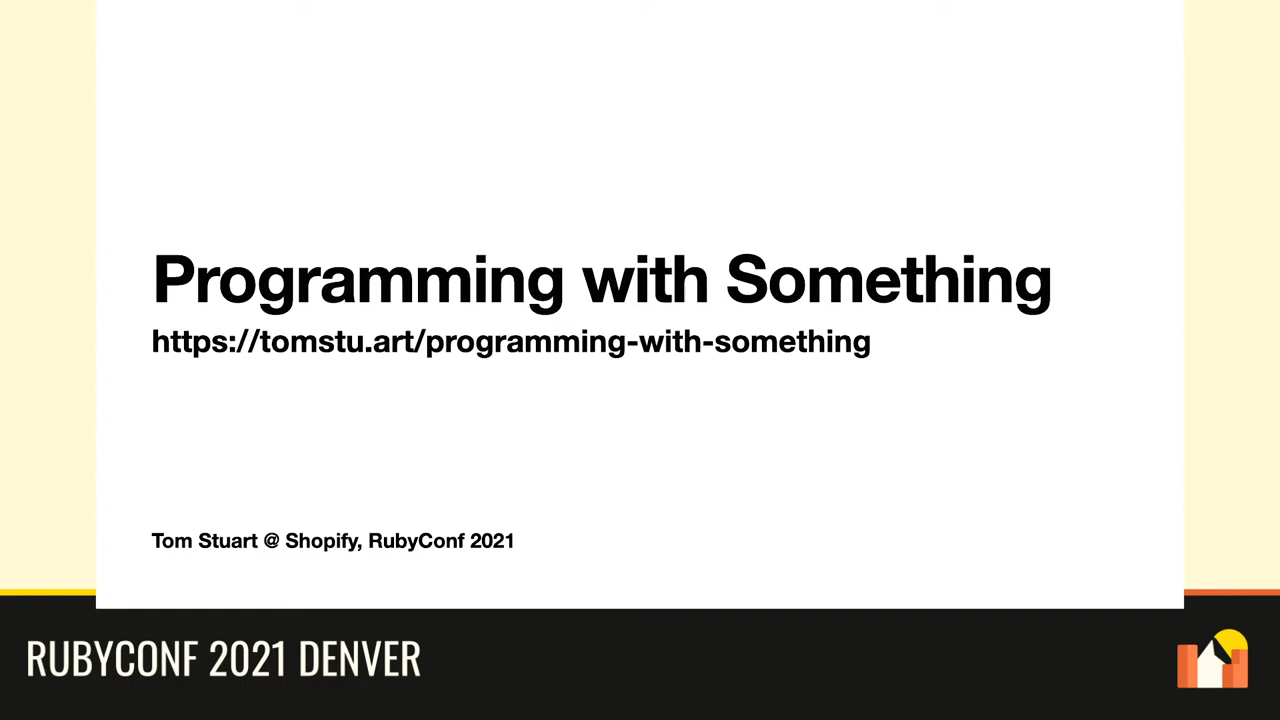 Programming with Something
https://tomstu.art/programming-with-something
Tom Stuart @ Shopify, RubyConf 2021
RUBYCONF 2021 DENVER